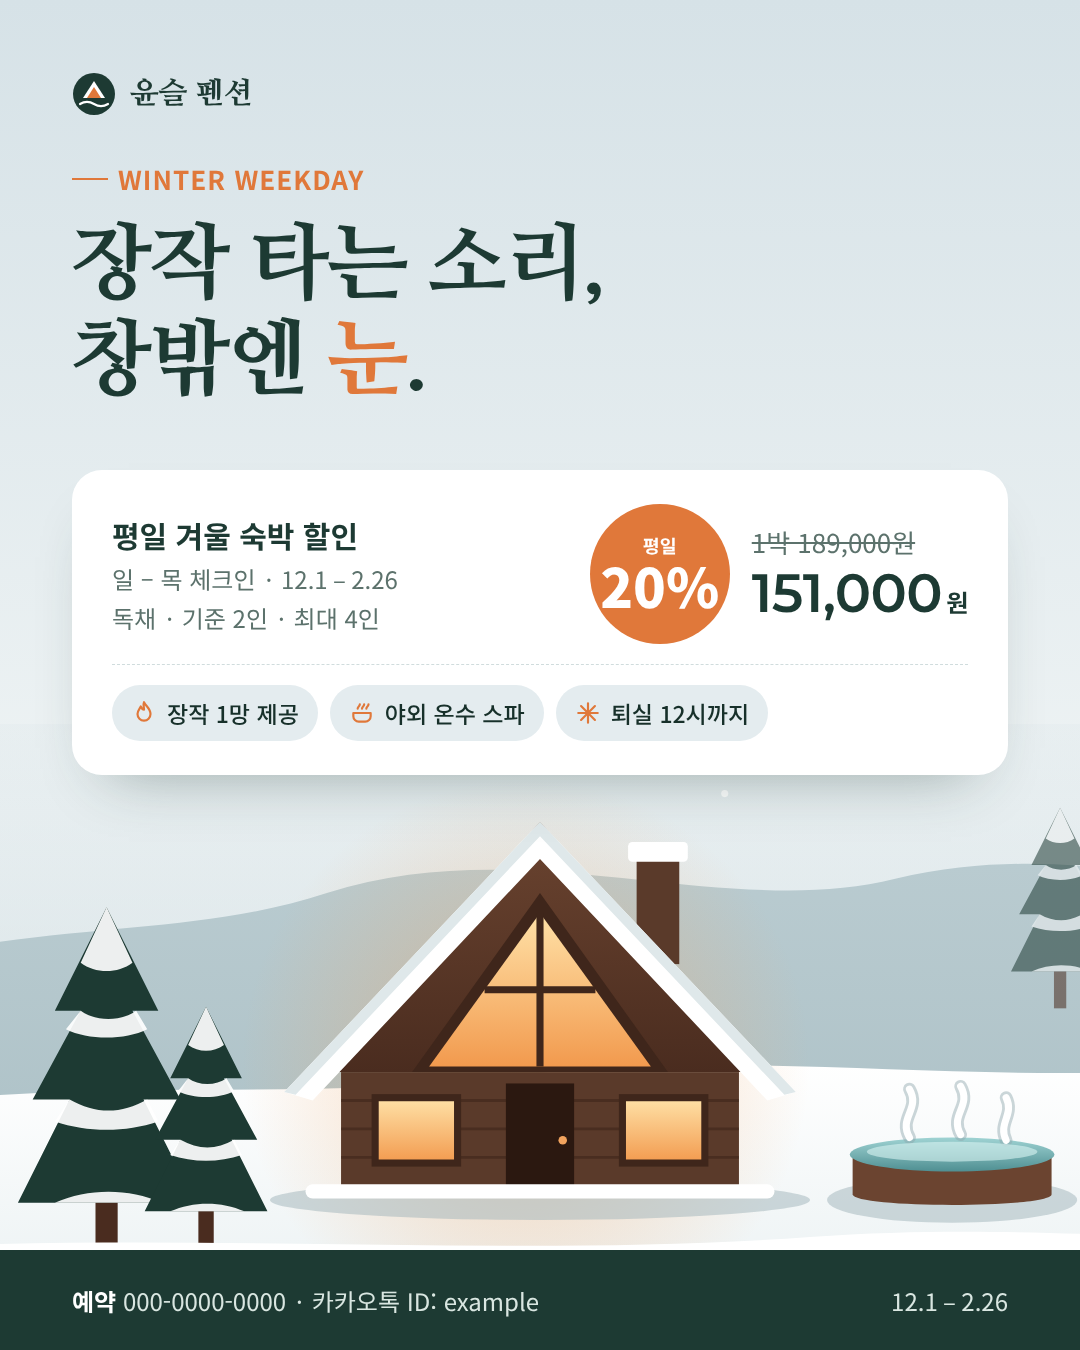 윤슬 펜션
WINTER WEEKDAY
장작 타는 소리,
창밖엔 눈.
평일 겨울 숙박 할인
일 – 목 체크인 · 12.1 – 2.26
독채 · 기준 2인 · 최대 4인
평일
20%
1박 189,000원
151,000원
장작 1망 제공
야외 온수 스파
퇴실 12시까지
예약 000-0000-0000 · 카카오톡 ID: example
12.1 – 2.26